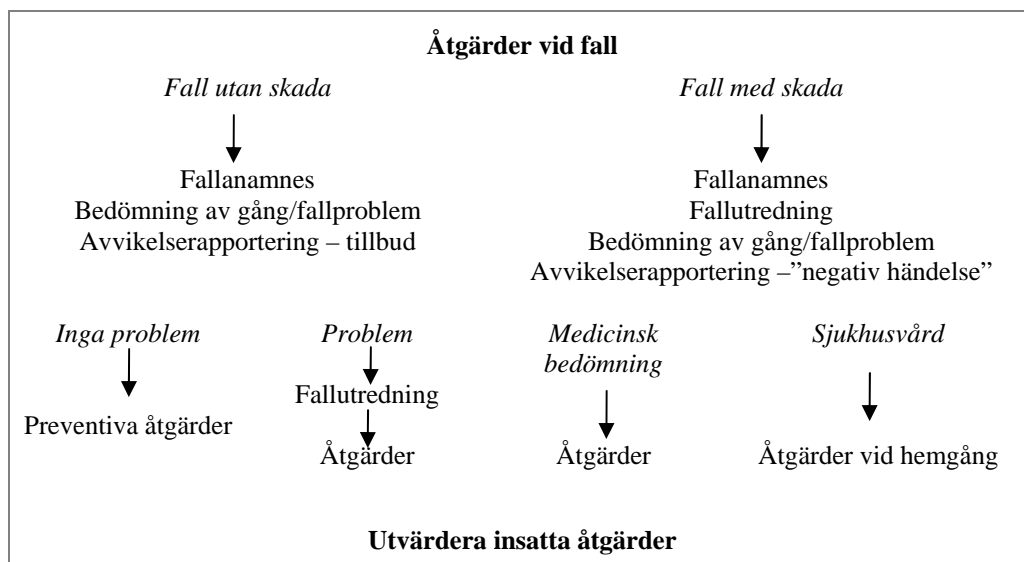 Åtgärder vid fall
Fall utan skada
Fallanamnes
Bedömning av gång/fallproblem
Avvikelserapportering – tillbud
Fall med skada
Fallanamnes
Fallutredning
Bedömning av gång/fallproblem
Avvikelserapportering –”negativ händelse”
Inga problem
Preventiva åtgärder
Problem
Fallutredning
Åtgärder
Medicinsk
bedömning
Åtgärder
Sjukhusvård
Åtgärder vid hemgång
Utvärdera insatta åtgärder